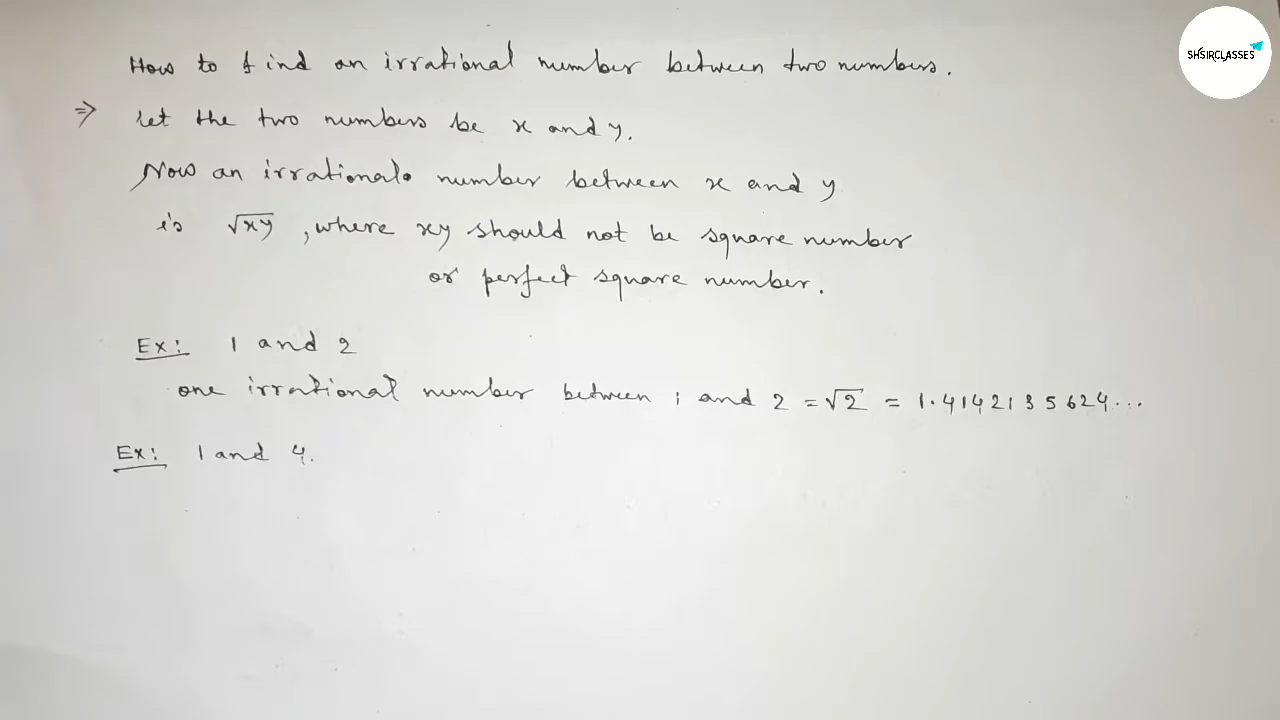 SHSIRCLASSES
How to find an irrational number between two numbers.
⇒ Let the two numbers be x and y.
Now an irrational number between x and y
is √xy , where xy should not be square number
or perfect square number.
Ex: 1 and 2
one irrational number between 1 and 2 = √2 = 1.4142135624...
Ex: 1 and 4.